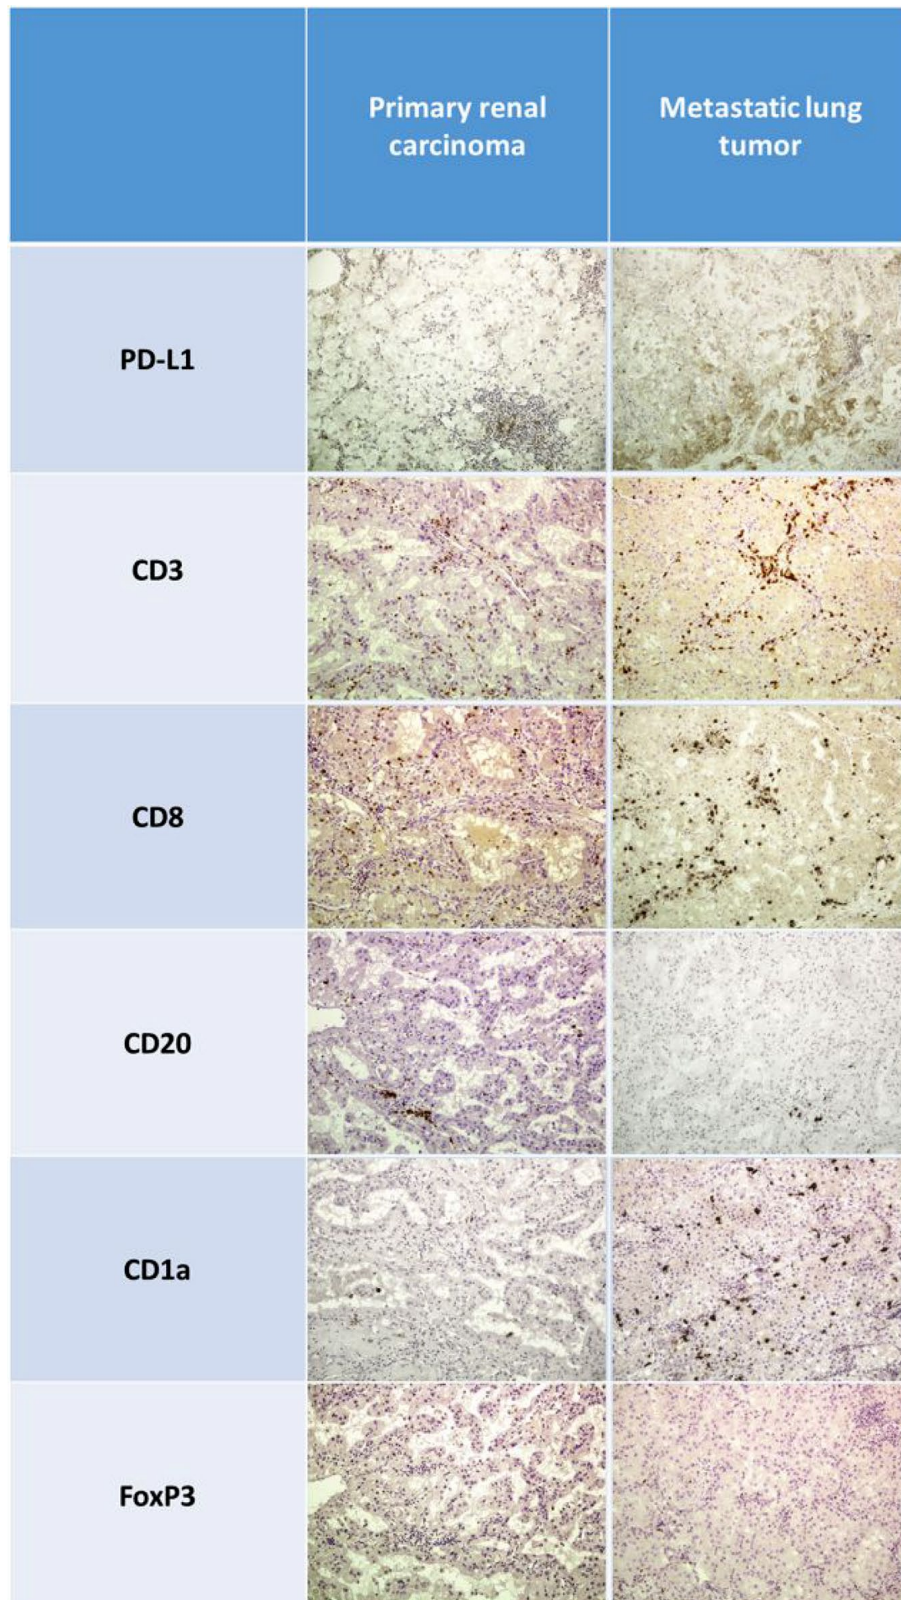 Primary renal
carcinoma
Metastatic lung
tumor
PD-L1
CD3
CD8
CD20
CD1a
FoxP3